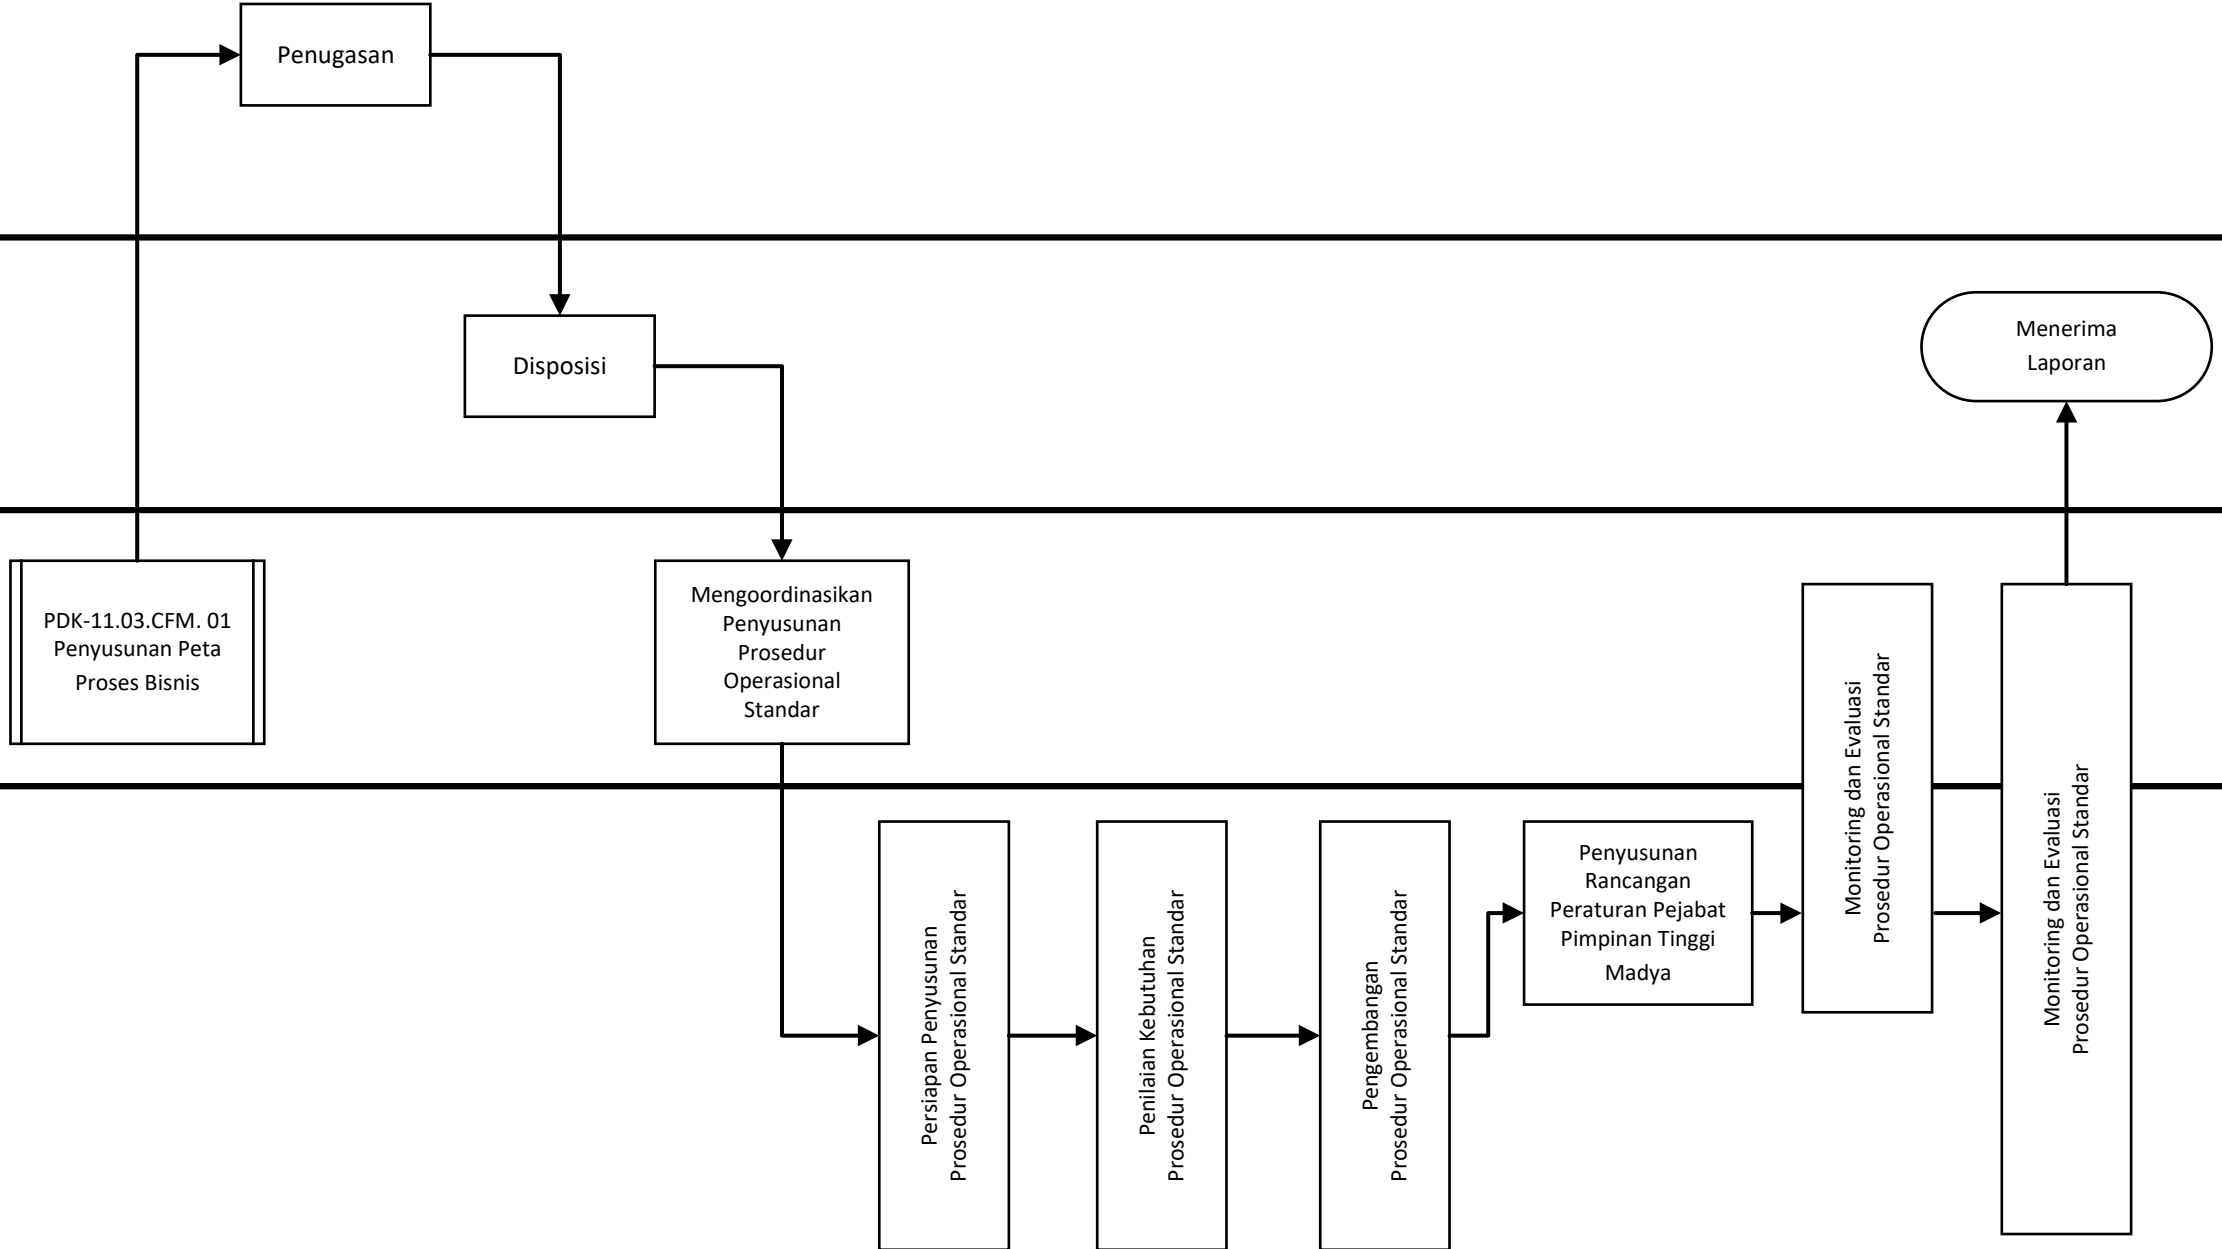 Penugasan
Disposisi
Menerima
Laporan
PDK-11.03.CFM. 01
Penyusunan Peta
Proses Bisnis
Mengoordinasikan
Penyusunan
Prosedur
Operasional
Standar
Persiapan Penyusunan
Prosedur Operasional Standar
Penilaian Kebutuhan
Prosedur Operasional Standar
Pengembangan
Prosedur Operasional Standar
Penyusunan
Rancangan
Peraturan Pejabat
Pimpinan Tinggi
Madya
Monitoring dan Evaluasi
Prosedur Operasional Standar
Monitoring dan Evaluasi
Prosedur Operasional Standar